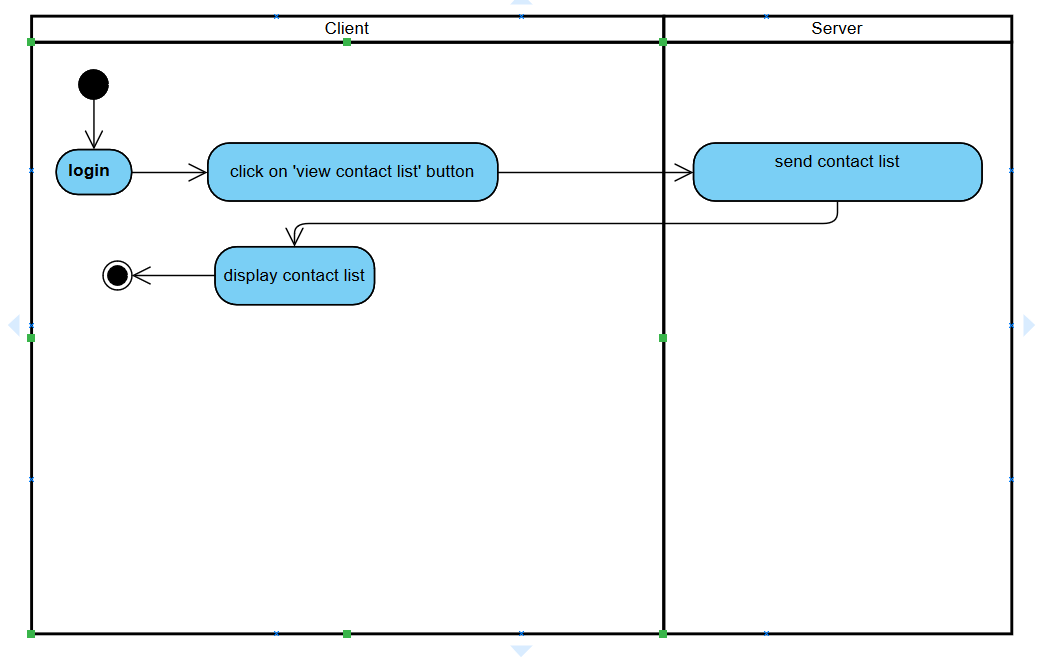 Client
Server
login
click on 'view contact list' button
send contact list
display contact list